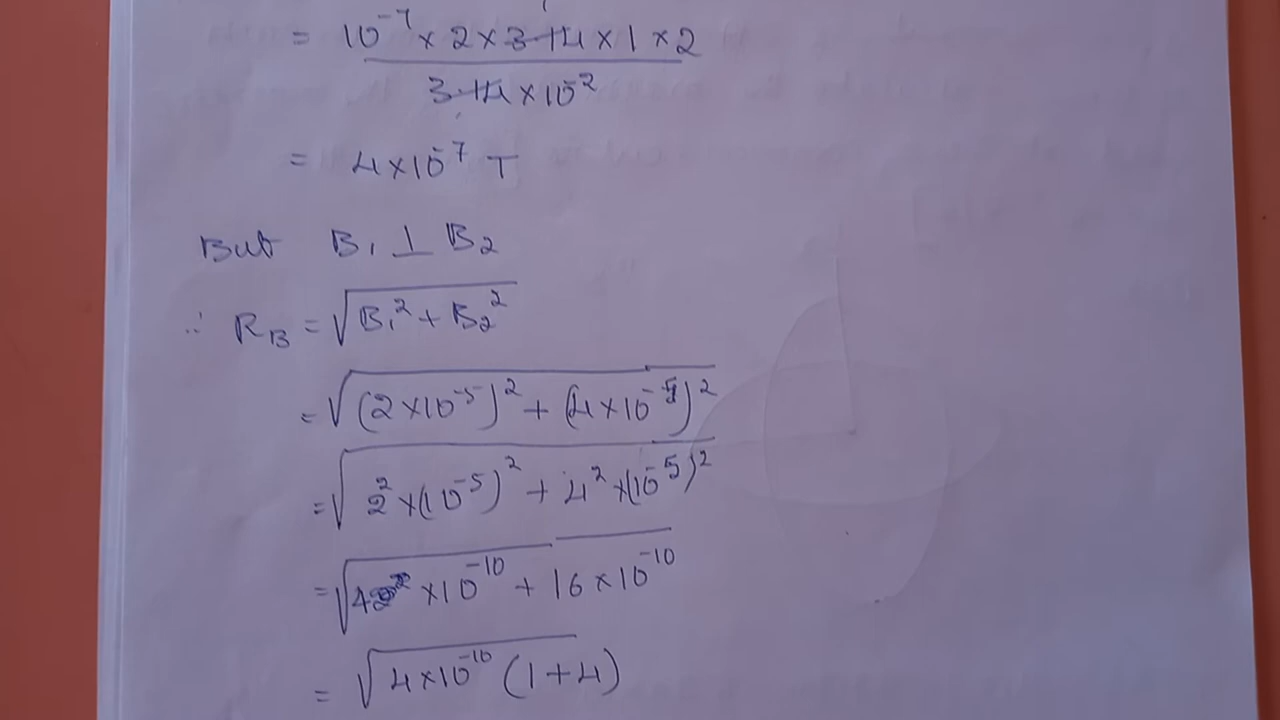 = 10⁻⁷ × 2 × 3.14 × 1 × 2
3.14 × 10⁻²
= 4 × 10⁻⁷ T
But B₁ ⊥ B₂
∴ R_B = √(B₁² + B₂²)
= √((2 × 10⁻⁵)² + (4 × 10⁻⁵)²)
= √(2² × (10⁻⁵)² + 4² × (10⁻⁵)²)
= √(4 × 10⁻¹⁰ + 16 × 10⁻¹⁰)
= √(4 × 10⁻¹⁰ (1 + 4))